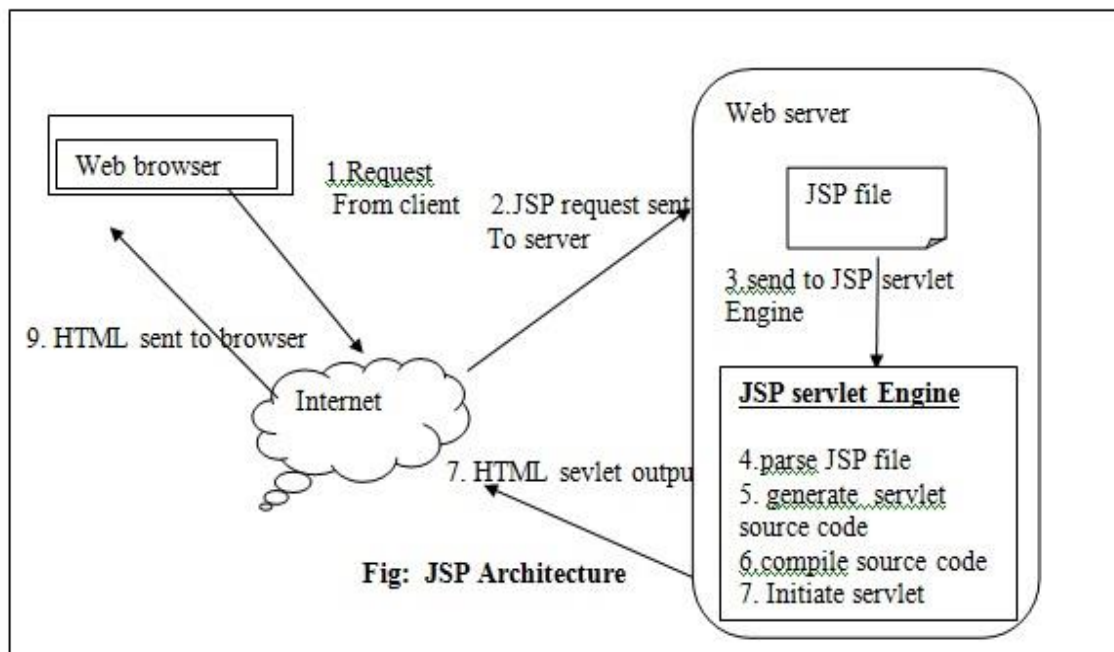 Web browser
1.Request
From client
2.JSP request sent
To server
Web server
JSP file
3.send to JSP servlet
Engine
9. HTML sent to browser
Internet
JSP servlet Engine
4.parse JSP file
5. generate servlet
source code
6.compile source code
7. Initiate servlet
7. HTML sevlet output
Fig: JSP Architecture